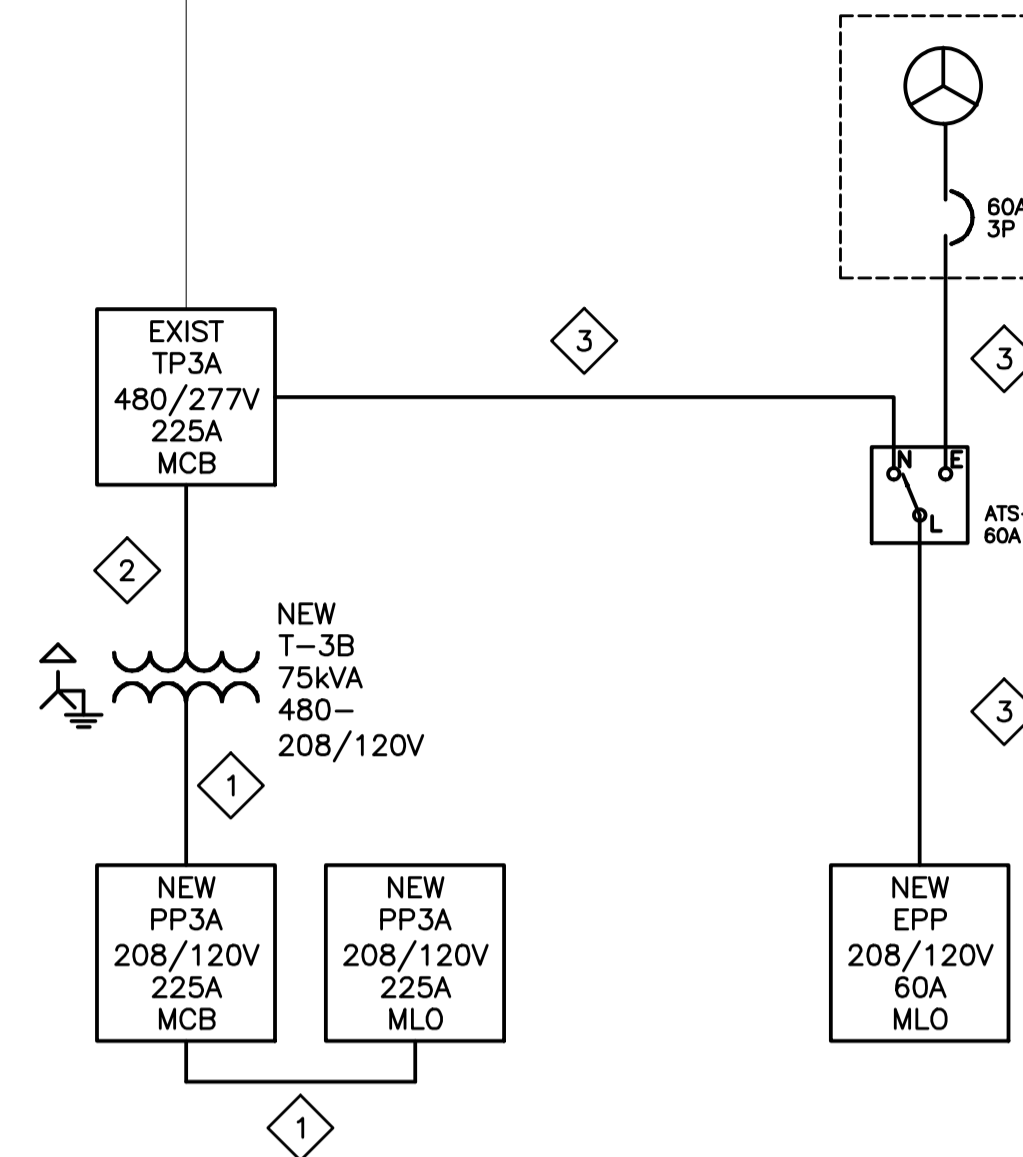 60A
3P
EXIST
TP3A
480/277V
225A
MCB
3
3
N
E
L
ATS-
60A
2
NEW
T-3B
75kVA
480-
208/120V
3
1
NEW
PP3A
208/120V
225A
MCB
NEW
PP3A
208/120V
225A
MLO
NEW
EPP
208/120V
60A
MLO
1